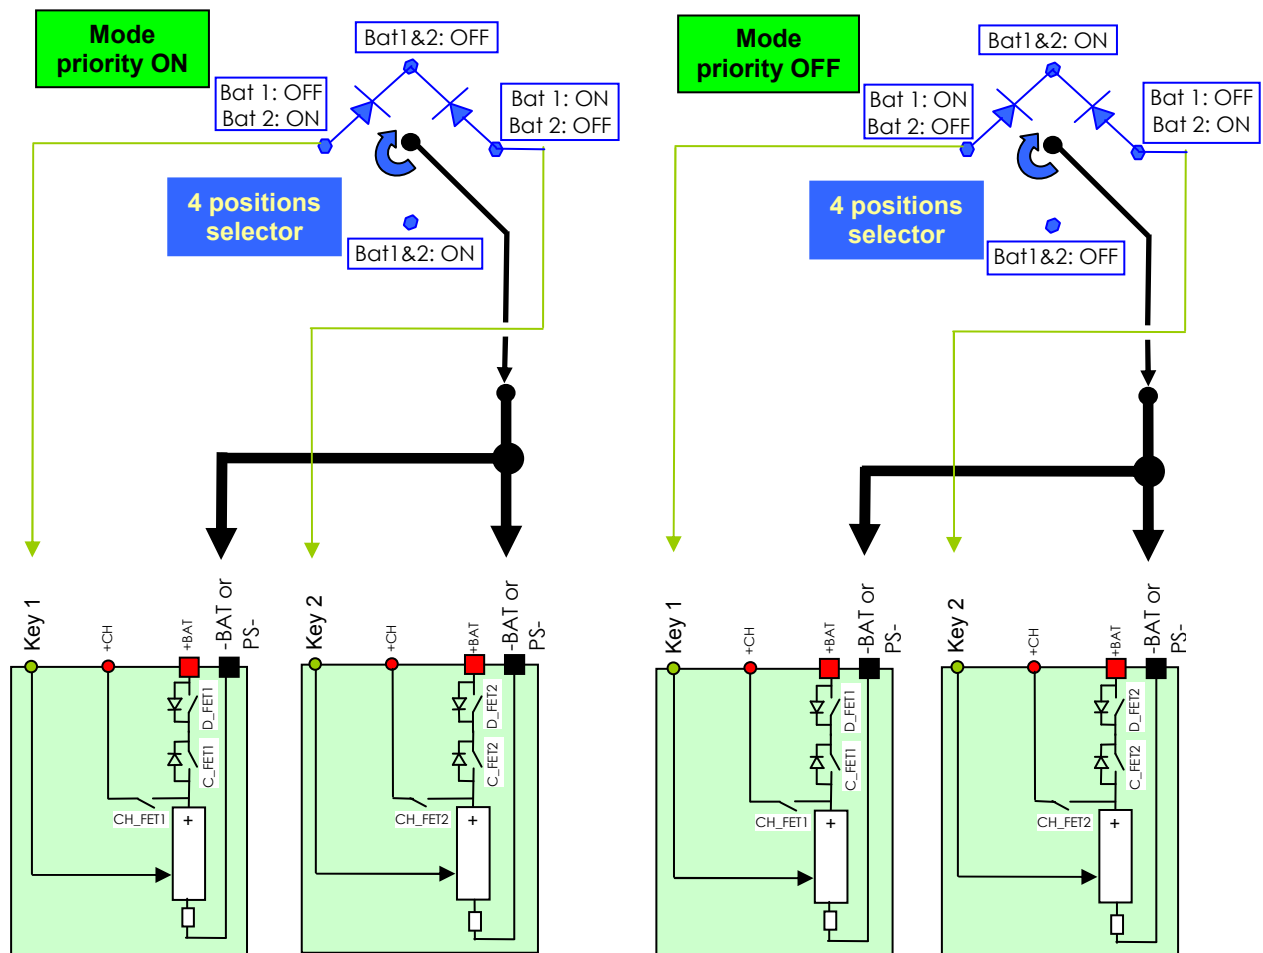 Mode
priority ON
Bat1&2: OFF
Bat 1: OFF
Bat 2: ON
Bat 1: ON
Bat 2: OFF
4 positions
selector
Bat1&2: ON
Key 1
+CH
+BAT
-BAT or
PS-
D_FET1
C_FET1
CH_FET1
+
Key 2
+CH
+BAT
-BAT or
PS-
D_FET2
C_FET2
CH_FET2
+
Mode
priority OFF
Bat1&2: ON
Bat 1: ON
Bat 2: OFF
Bat 1: OFF
Bat 2: ON
4 positions
selector
Bat1&2: OFF
Key 1
+CH
+BAT
-BAT or
PS-
D_FET1
C_FET1
CH_FET1
+
Key 2
+CH
+BAT
-BAT or
PS-
D_FET2
C_FET2
CH_FET2
+